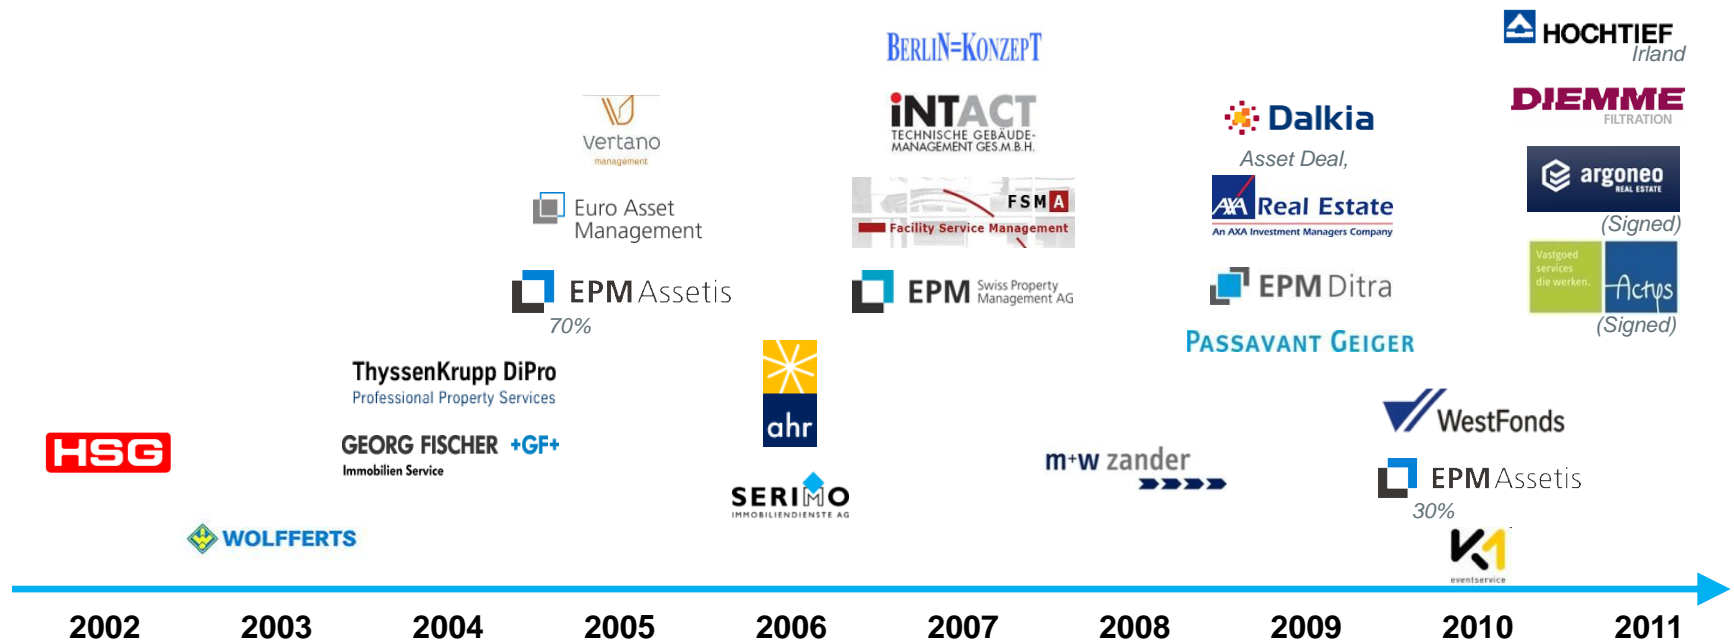 HSG
WOLFFERTS
ThyssenKrupp DiPro
Professional Property Services
GEORG FISCHER +GF+
Immobilien Service
vertano
management
Euro Asset
Management
EPM Assetis
70%
ahr
SERIMO
IMMOBILIENDIENSTE AG
BERLIN=KONZEPT
iNTACT
TECHNISCHE GEBÄUDE-
MANAGEMENT GES.M.B.H.
FSMA
Facility Service Management
EPM Swiss Property
Management AG
m+w zander
Dalkia
Asset Deal,
AXA Real Estate
An AXA Investment Managers Company
EPM Ditra
PASSAVANT GEIGER
WestFonds
EPM Assetis
30%
K1
eventservice
HOCHTIEF
Irland
DIEMME
FILTRATION
argoneo
REAL ESTATE
(Signed)
Vastgoed
services
die werken.
Actys
(Signed)
2002 2003 2004 2005 2006 2007 2008 2009 2010 2011